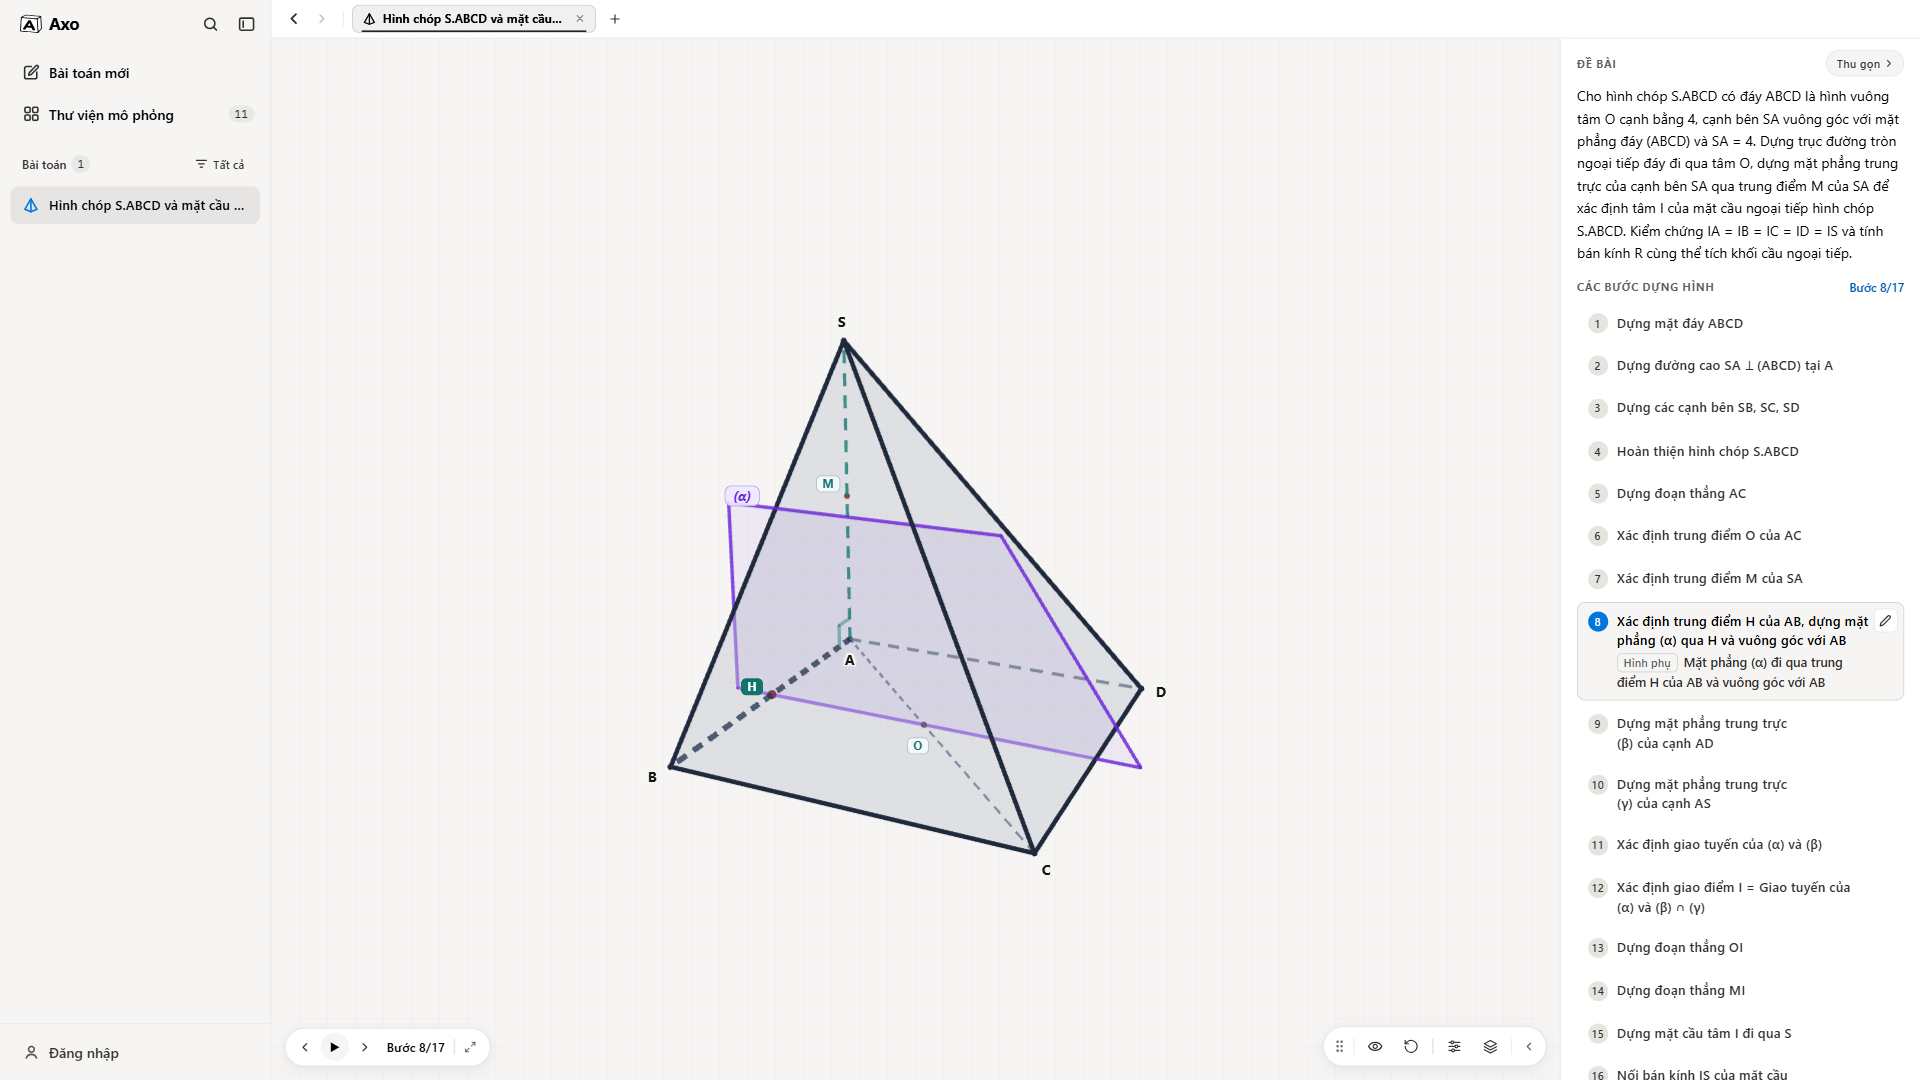 Axo
Bài toán mới
Thư viện mô phỏng 11
Bài toán 1 Tất cả
Hình chóp S.ABCD và mặt cầu ...
Đăng nhập
Hình chóp S.ABCD và mặt cầu...
S
M
(α)
A
H
D
O
B
C
Bước 8/17
ĐỀ BÀI
Thu gọn
Cho hình chóp S.ABCD có đáy ABCD là hình vuông
tâm O cạnh bằng 4, cạnh bên SA vuông góc với mặt
phẳng đáy (ABCD) và SA = 4. Dựng trục đường tròn
ngoại tiếp đáy đi qua tâm O, dựng mặt phẳng trung
trực của cạnh bên SA qua trung điểm M của SA để
xác định tâm I của mặt cầu ngoại tiếp hình chóp
S.ABCD. Kiểm chứng IA = IB = IC = ID = IS và tính
bán kính R cùng thể tích khối cầu ngoại tiếp.
CÁC BƯỚC DỰNG HÌNH
Bước 8/17
1 Dựng mặt đáy ABCD
2 Dựng đường cao SA ⊥ (ABCD) tại A
3 Dựng các cạnh bên SB, SC, SD
4 Hoàn thiện hình chóp S.ABCD
5 Dựng đoạn thẳng AC
6 Xác định trung điểm O của AC
7 Xác định trung điểm M của SA
8 Xác định trung điểm H của AB, dựng mặt
phẳng (α) qua H và vuông góc với AB
Hình phụ Mặt phẳng (α) đi qua trung
điểm H của AB và vuông góc với AB
9 Dựng mặt phẳng trung trực
(β) của cạnh AD
10 Dựng mặt phẳng trung trực
(γ) của cạnh AS
11 Xác định giao tuyến của (α) và (β)
12 Xác định giao điểm I = Giao tuyến của
(α) và (β) ∩ (γ)
13 Dựng đoạn thẳng OI
14 Dựng đoạn thẳng MI
15 Dựng mặt cầu tâm I đi qua S
16 Nối bán kính IS của mặt cầu